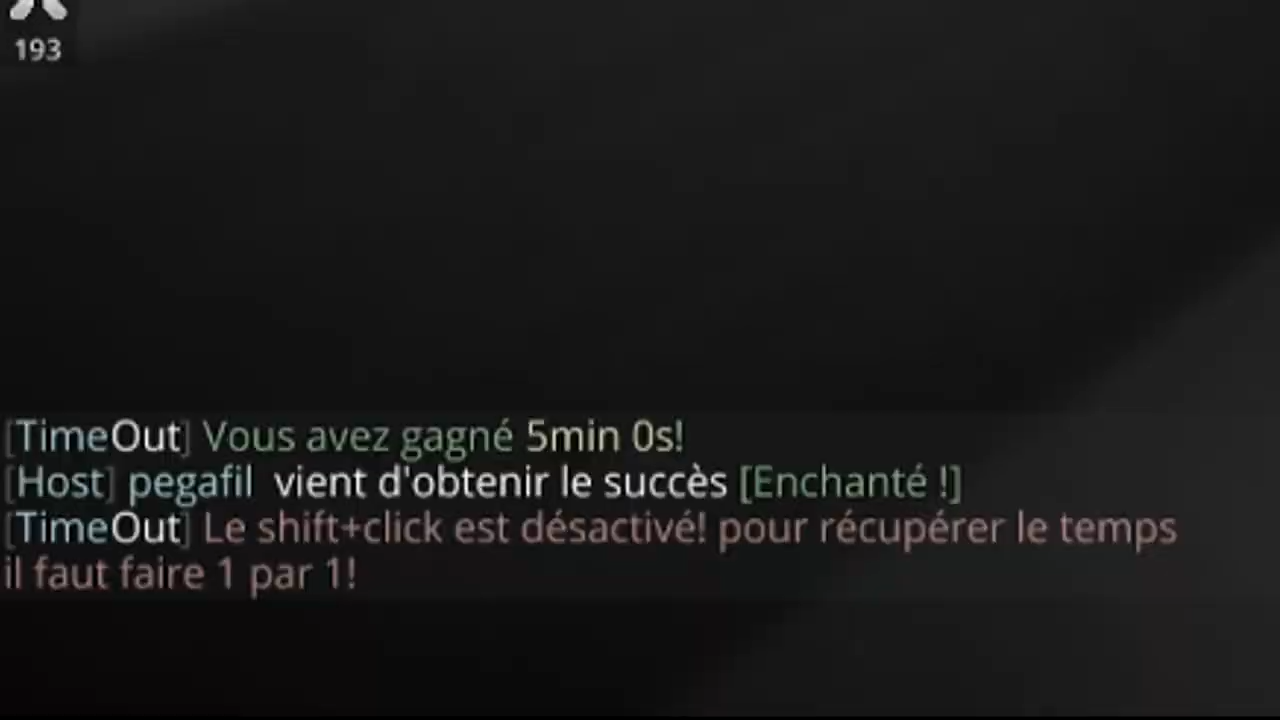 193
[TimeOut] Vous avez gagné 5min 0s!
[Host] pegafil vient d'obtenir le succès [Enchanté !]
[TimeOut] Le shift+click est désactivé! pour récupérer le temps
il faut faire 1 par 1!